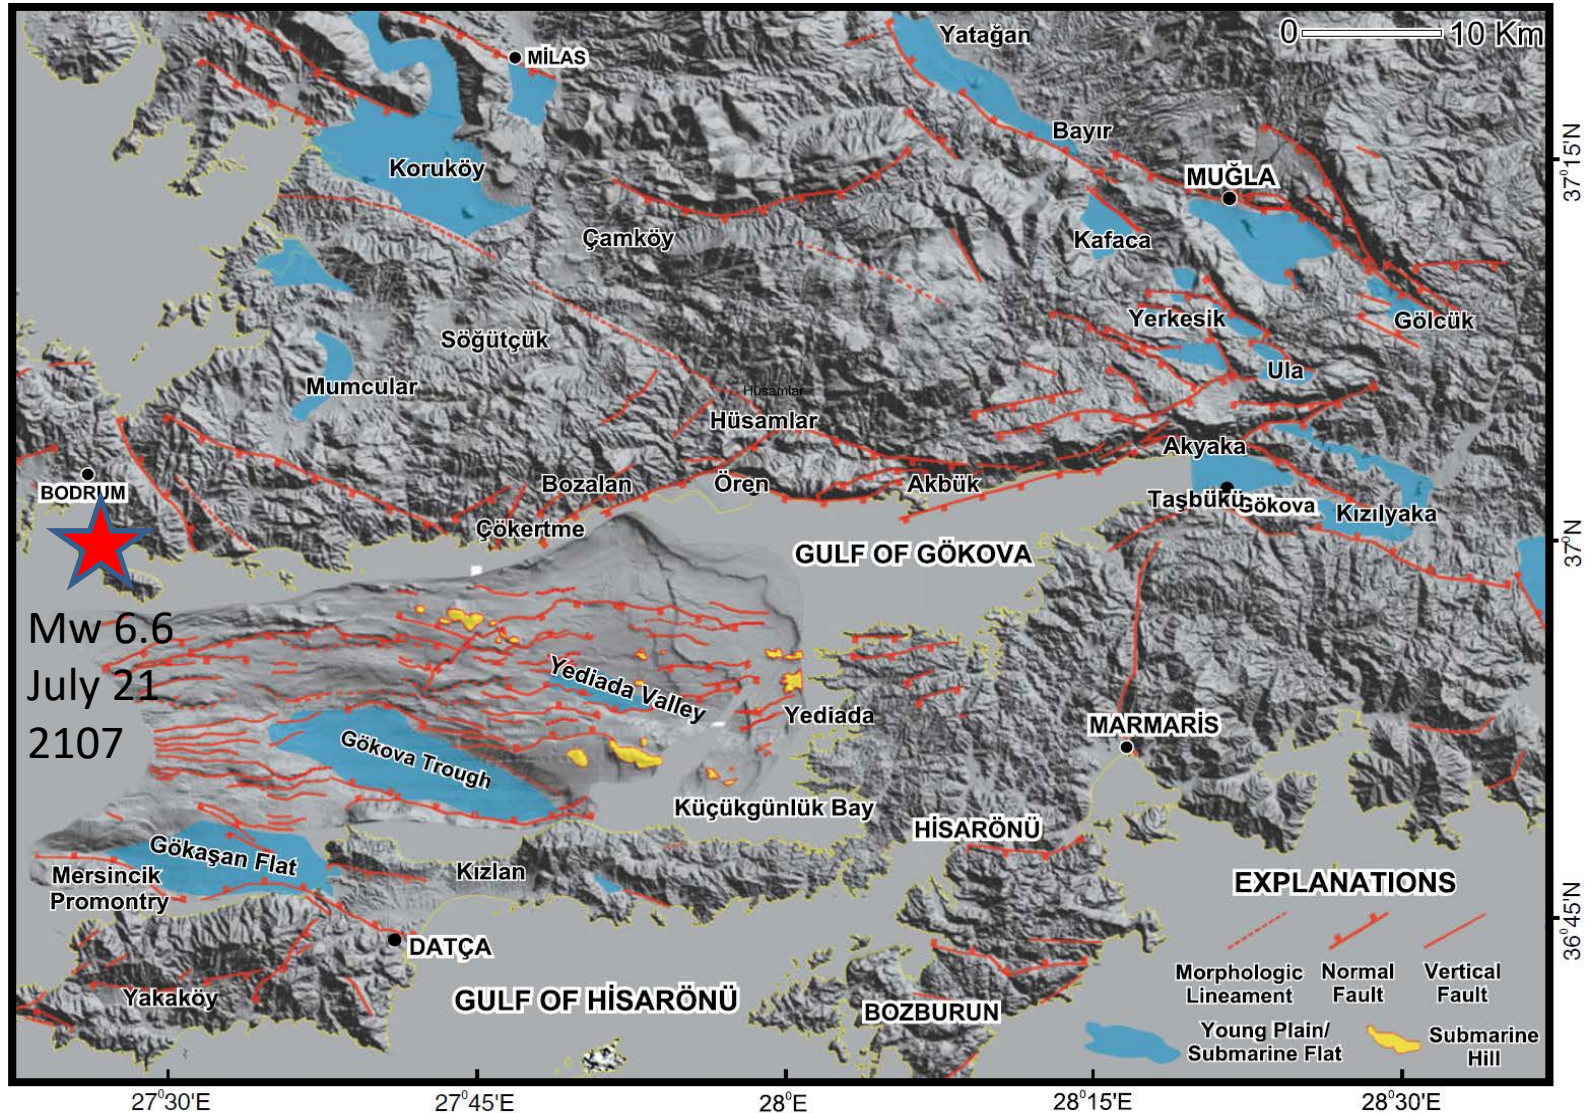 Yatağan
0 10 Km
MİLAS
Bayır
Koruköy
MUĞLA
Çamköy
Kafaca
Söğütçük
Yerkesik
Gölcük
Mumcular
Ula
Hüsamlar
Hüsamlar
Akyaka
BODRUM
Bozalan
Ören
Akbük
Taşbükü
Gökova
Kızılyaka
Çökertme
GULF OF GÖKOVA
Mw 6.6
July 21
2107
Yediada Valley
Yediada
MARMARİS
Gökova Trough
Küçükgünlük Bay
HİSARÖNÜ
Gökaşan Flat
Kızlan
Mersincik
Promontry
DATÇA
Yakaköy
GULF OF HİSARÖNÜ
BOZBURUN
EXPLANATIONS
Morphologic
Lineament
Normal
Fault
Vertical
Fault
Young Plain/
Submarine Flat
Submarine
Hill
37°15'N
37°N
36°45'N
27°30'E
27°45'E
28°E
28°15'E
28°30'E